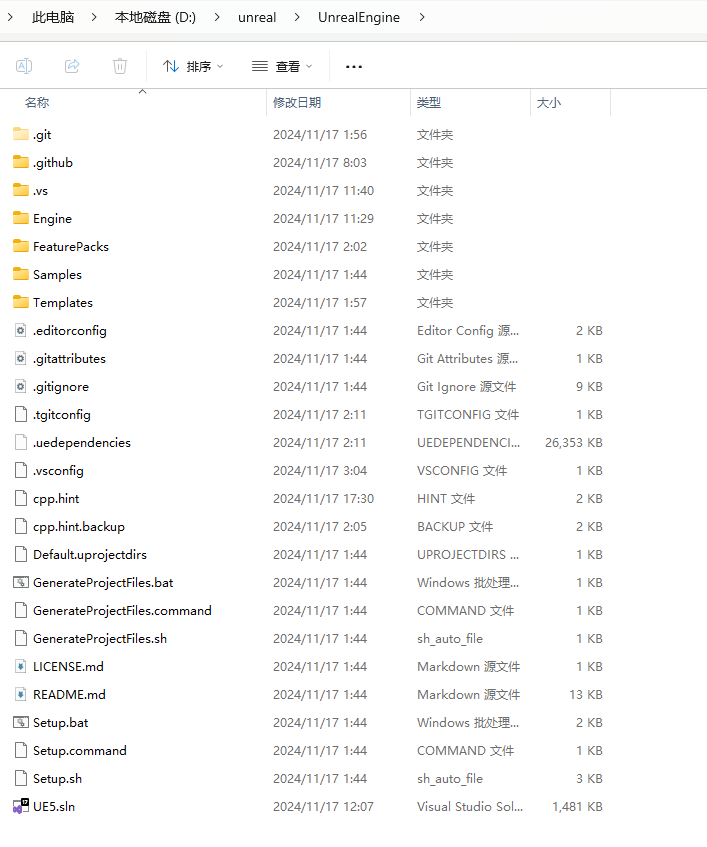 此电脑 本地磁盘 (D:) unreal UnrealEngine
排序 查看
名称 修改日期 类型 大小
.git 2024/11/17 1:56 文件夹
.github 2024/11/17 8:03 文件夹
.vs 2024/11/17 11:40 文件夹
Engine 2024/11/17 11:29 文件夹
FeaturePacks 2024/11/17 2:02 文件夹
Samples 2024/11/17 1:44 文件夹
Templates 2024/11/17 1:57 文件夹
.editorconfig 2024/11/17 1:44 Editor Config 源... 2 KB
.gitattributes 2024/11/17 1:44 Git Attributes 源... 1 KB
.gitignore 2024/11/17 1:44 Git Ignore 源文件 9 KB
.tgitconfig 2024/11/17 2:11 TGITCONFIG 文件 1 KB
.uedependencies 2024/11/17 2:11 UEDEPENDENCI... 26,353 KB
.vsconfig 2024/11/17 3:04 VSCONFIG 文件 1 KB
cpp.hint 2024/11/17 17:30 HINT 文件 2 KB
cpp.hint.backup 2024/11/17 2:05 BACKUP 文件 2 KB
Default.uprojectdirs 2024/11/17 1:44 UPROJECTDIRS ... 1 KB
GenerateProjectFiles.bat 2024/11/17 1:44 Windows 批处理... 1 KB
GenerateProjectFiles.command 2024/11/17 1:44 COMMAND 文件 1 KB
GenerateProjectFiles.sh 2024/11/17 1:44 sh_auto_file 1 KB
LICENSE.md 2024/11/17 1:44 Markdown 源文件 1 KB
README.md 2024/11/17 1:44 Markdown 源文件 13 KB
Setup.bat 2024/11/17 1:44 Windows 批处理... 2 KB
Setup.command 2024/11/17 1:44 COMMAND 文件 1 KB
Setup.sh 2024/11/17 1:44 sh_auto_file 3 KB
UE5.sln 2024/11/17 12:07 Visual Studio Sol... 1,481 KB